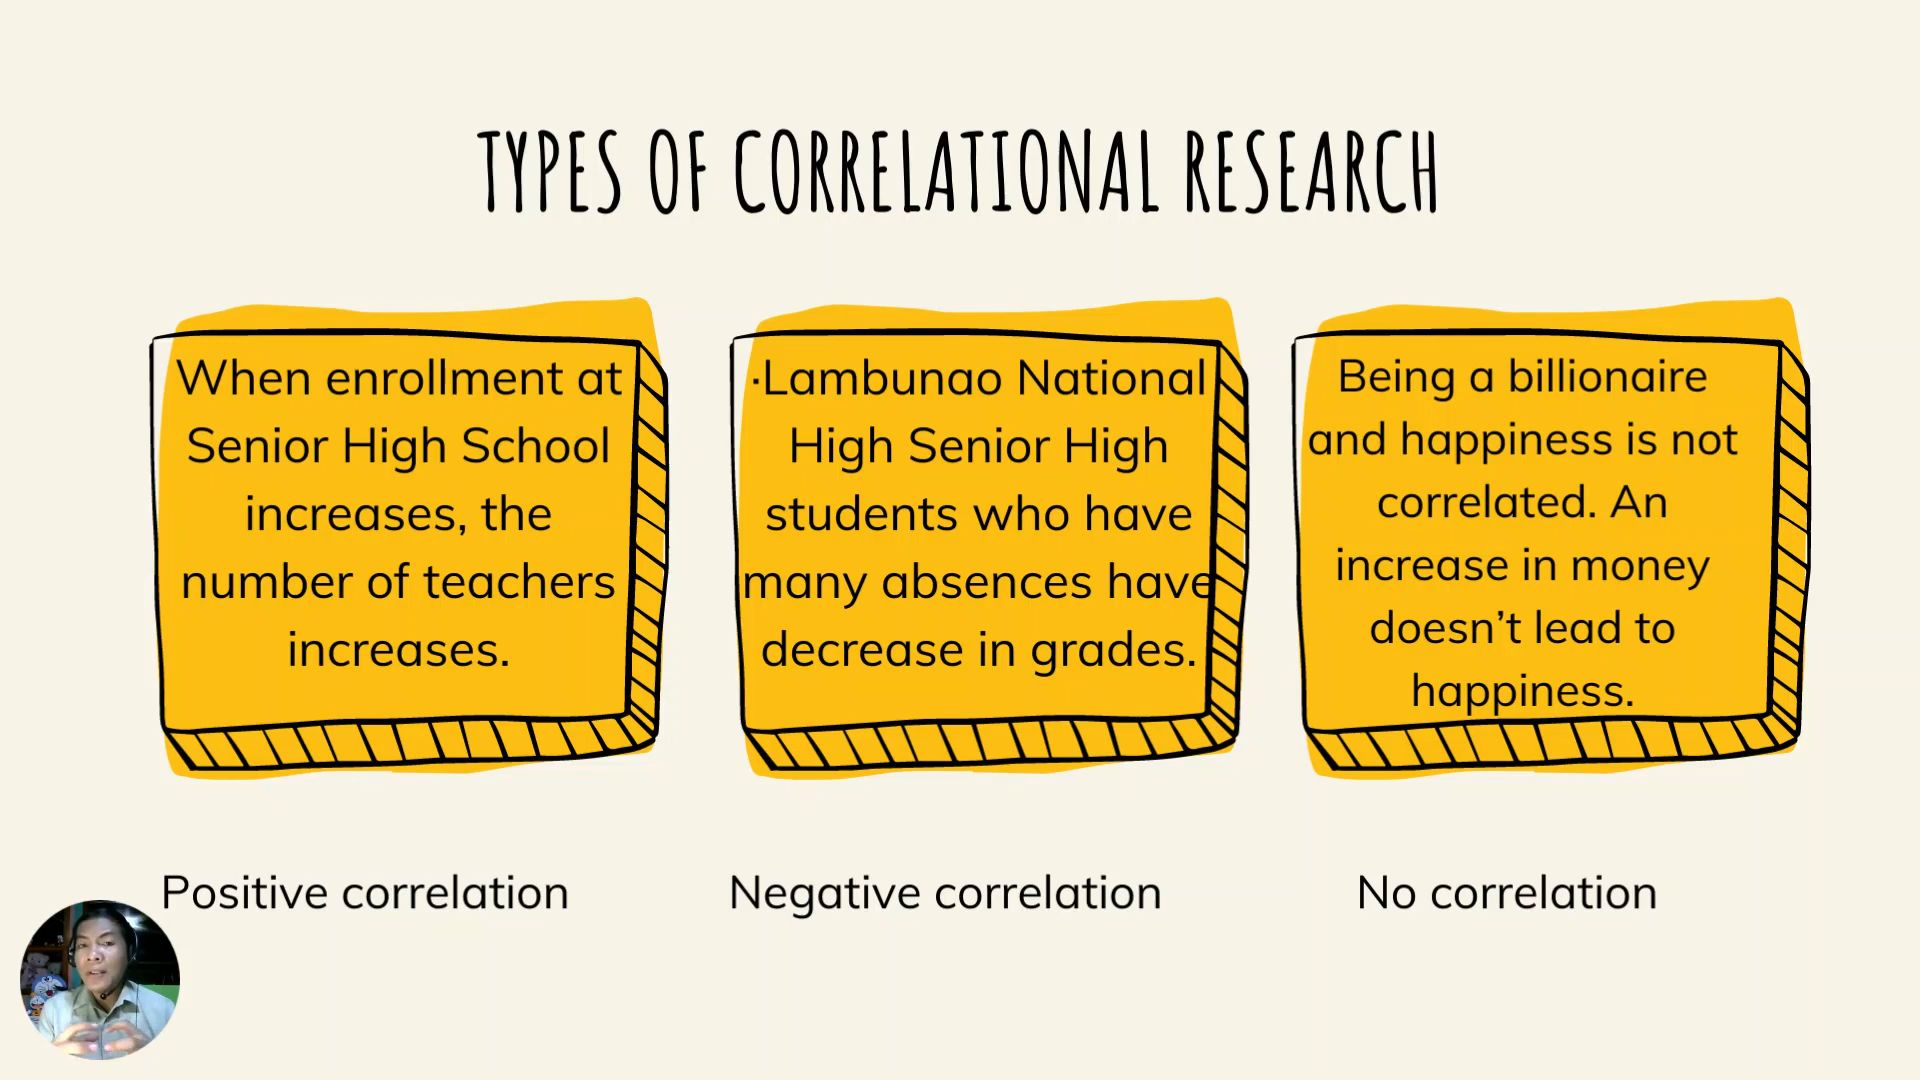 TYPES OF CORRELATIONAL RESEARCH
When enrollment at
Senior High School
increases, the
number of teachers
increases.
·Lambunao National
High Senior High
students who have
many absences have
decrease in grades.
Being a billionaire
and happiness is not
correlated. An
increase in money
doesn’t lead to
happiness.
Positive correlation
Negative correlation
No correlation